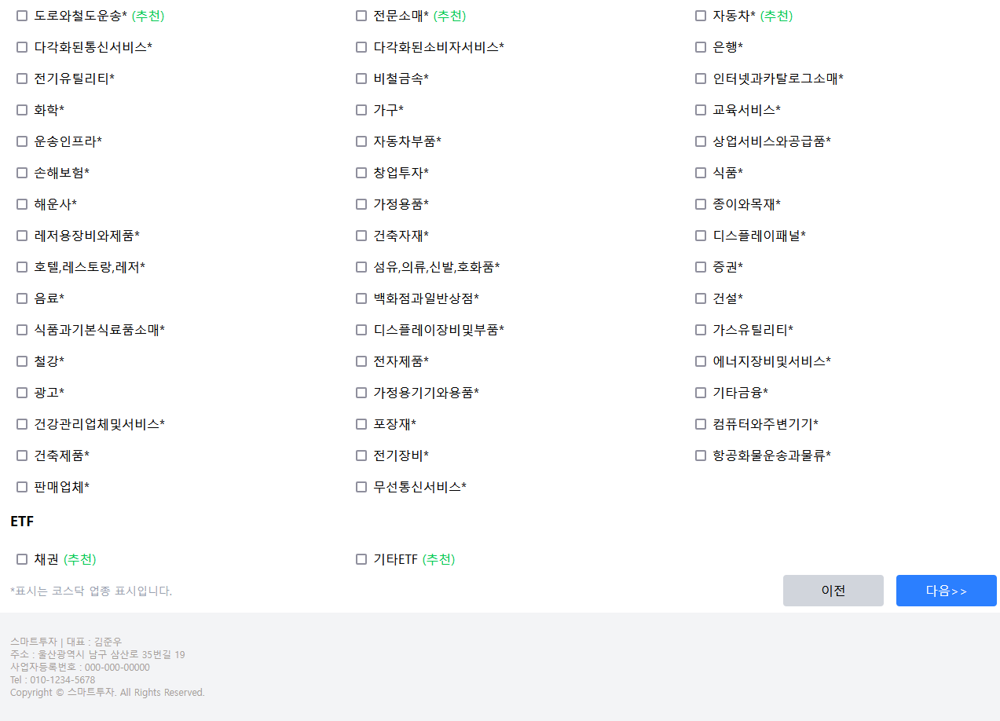 도로와철도운송* (추천) 전문소매* (추천) 자동차* (추천)
다각화된통신서비스* 다각화된소비자서비스* 은행*
전기유틸리티* 비철금속* 인터넷과카탈로그소매*
화학* 가구* 교육서비스*
운송인프라* 자동차부품* 상업서비스와공급품*
손해보험* 창업투자* 식품*
해운사* 가정용품* 종이와목재*
레저용장비와제품* 건축자재* 디스플레이패널*
호텔,레스토랑,레저* 섬유,의류,신발,호화품* 증권*
음료* 백화점과일반상점* 건설*
식품과기본식료품소매* 디스플레이장비및부품* 가스유틸리티*
철강* 전자제품* 에너지장비및서비스*
광고* 가정용기기와용품* 기타금융*
건강관리업체및서비스* 포장재* 컴퓨터와주변기기*
건축제품* 전기장비* 항공화물운송과물류*
판매업체* 무선통신서비스*
ETF
채권 (추천) 기타ETF (추천)
*표시는 코스닥 업종 표시입니다. 이전 다음>>
스마트투자 | 대표 : 김준우
주소 : 울산광역시 남구 삼산로 35번길 19
사업자등록번호 : 000-000-00000
Tel : 010-1234-5678
Copyright © 스마트투자. All Rights Reserved.